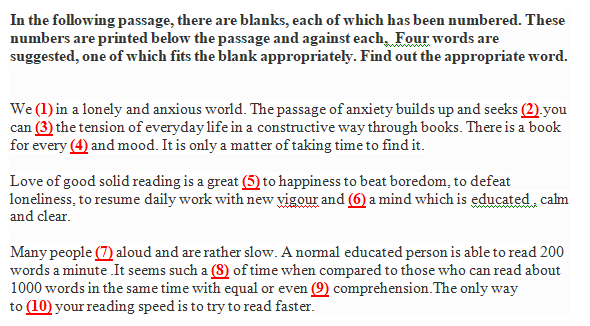 In the following passage, there are blanks, each of which has been numbered. These
numbers are printed below the passage and against each, Four words are
suggested, one of which fits the blank appropriately. Find out the appropriate word.
We (1) in a lonely and anxious world. The passage of anxiety builds up and seeks (2).you
can (3) the tension of everyday life in a constructive way through books. There is a book
for every (4) and mood. It is only a matter of taking time to find it.
Love of good solid reading is a great (5) to happiness to beat boredom, to defeat
loneliness, to resume daily work with new vigour and (6) a mind which is educated , calm
and clear.
Many people (7) aloud and are rather slow. A normal educated person is able to read 200
words a minute .It seems such a (8) of time when compared to those who can read about
1000 words in the same time with equal or even (9) comprehension.The only way
to (10) your reading speed is to try to read faster.